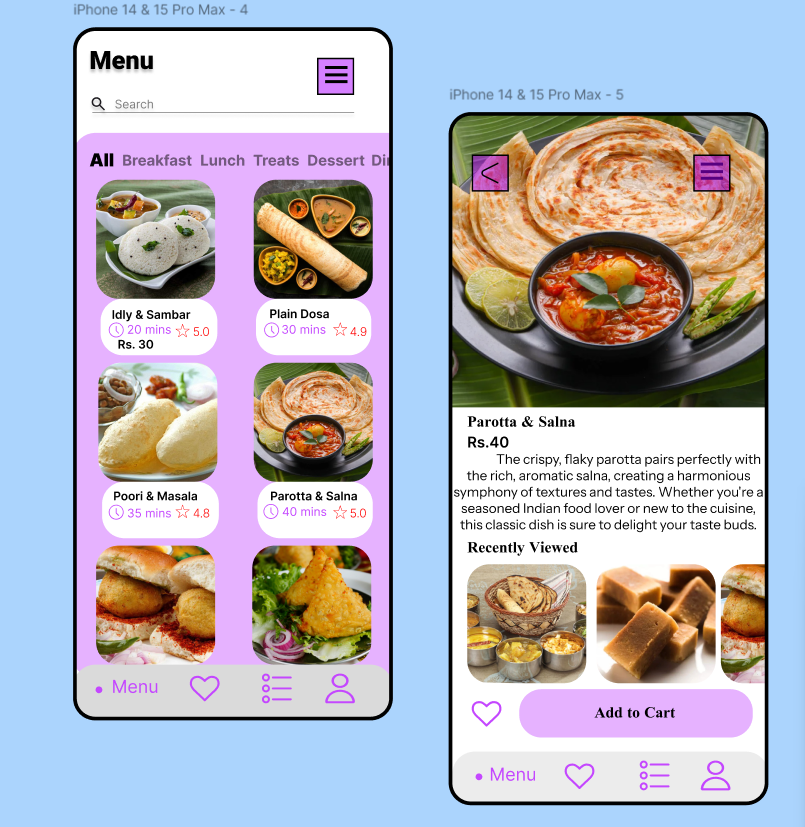 iPhone 14 & 15 Pro Max - 4
Menu
Search
All Breakfast Lunch Treats Dessert Din
Idly & Sambar
20 mins 5.0
Rs. 30
Plain Dosa
30 mins 4.9
Poori & Masala
35 mins 4.8
Parotta & Salna
40 mins 5.0
Menu
iPhone 14 & 15 Pro Max - 5
<
Parotta & Salna
Rs.40
The crispy, flaky parotta pairs perfectly with
the rich, aromatic salna, creating a harmonious
symphony of textures and tastes. Whether you're a
seasoned Indian food lover or new to the cuisine,
this classic dish is sure to delight your taste buds.
Recently Viewed
Add to Cart
Menu